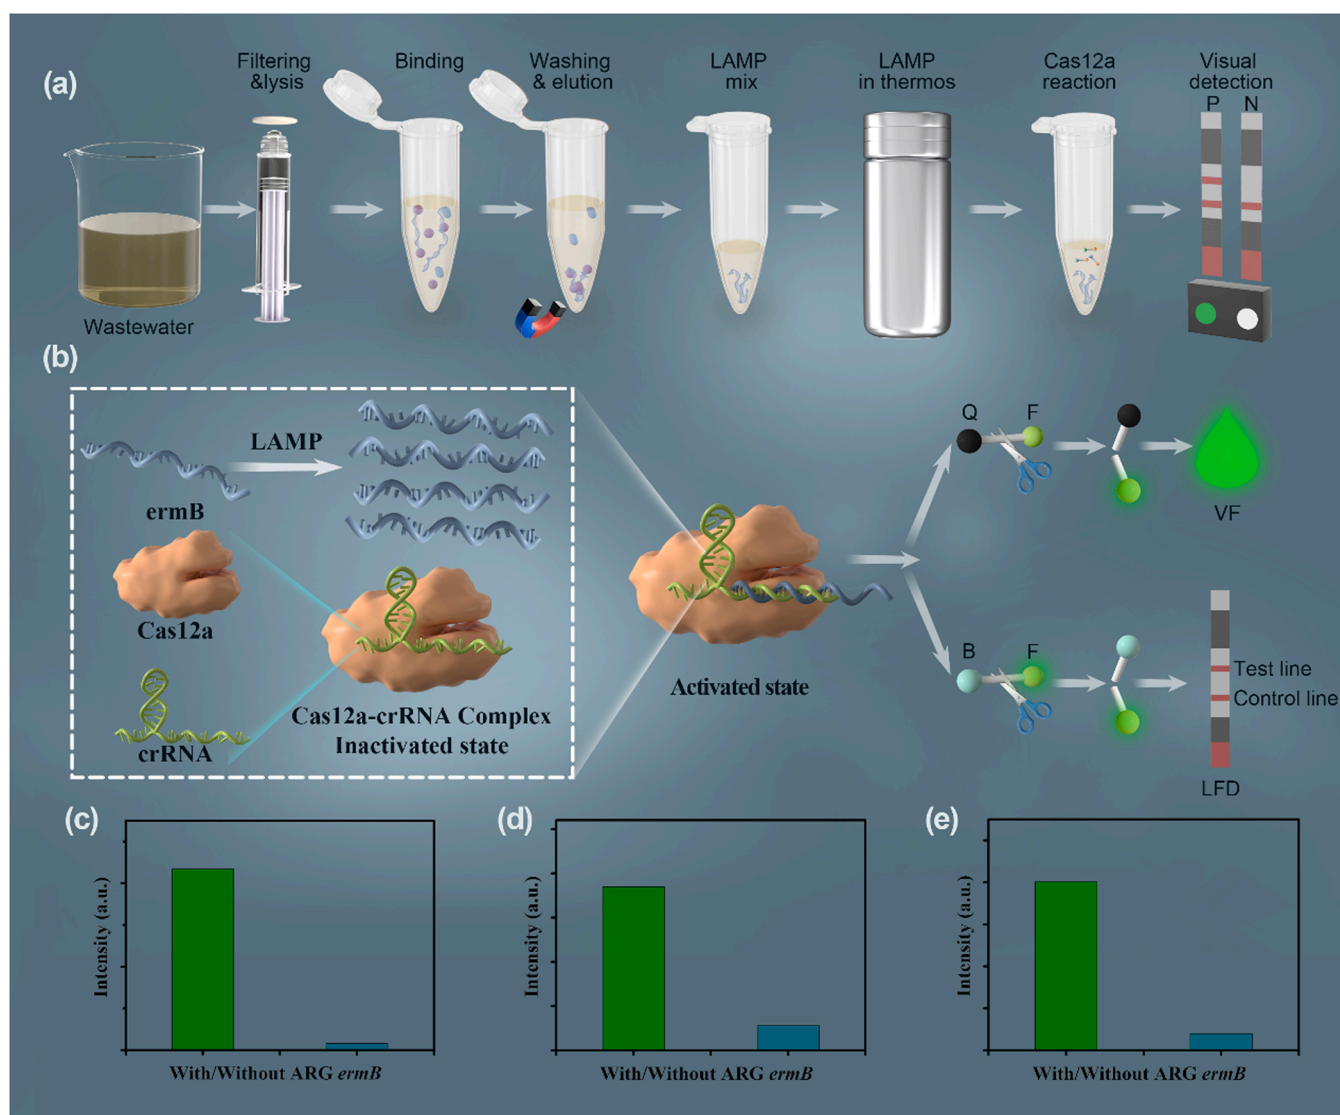 (a)
Filtering
&lysis
Binding
Washing
& elution
LAMP
mix
LAMP
in thermos
Cas12a
reaction
Visual
detection
P N
Wastewater
(b)
LAMP
ermB
Cas12a
crRNA
Cas12a-crRNA Complex
Inactivated state
Activated state
Q F
VF
B F
Test line
Control line
LFD
(c)
Intensity (a.u.)
With/Without ARG ermB
(d)
Intensity (a.u.)
With/Without ARG ermB
(e)
Intensity (a.u.)
With/Without ARG ermB